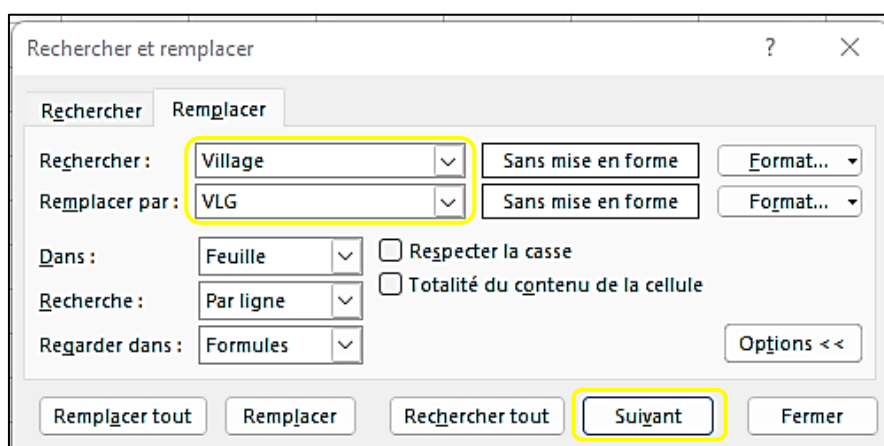 Rechercher et remplacer ?
Rechercher Remplacer
Rechercher : Village Sans mise en forme Format...
Remplacer par : VLG Sans mise en forme Format...
Dans : Feuille Respecter la casse
Totalité du contenu de la cellule
Recherche : Par ligne
Regarder dans : Formules Options <<
Remplacer tout Remplacer Rechercher tout Suivant Fermer